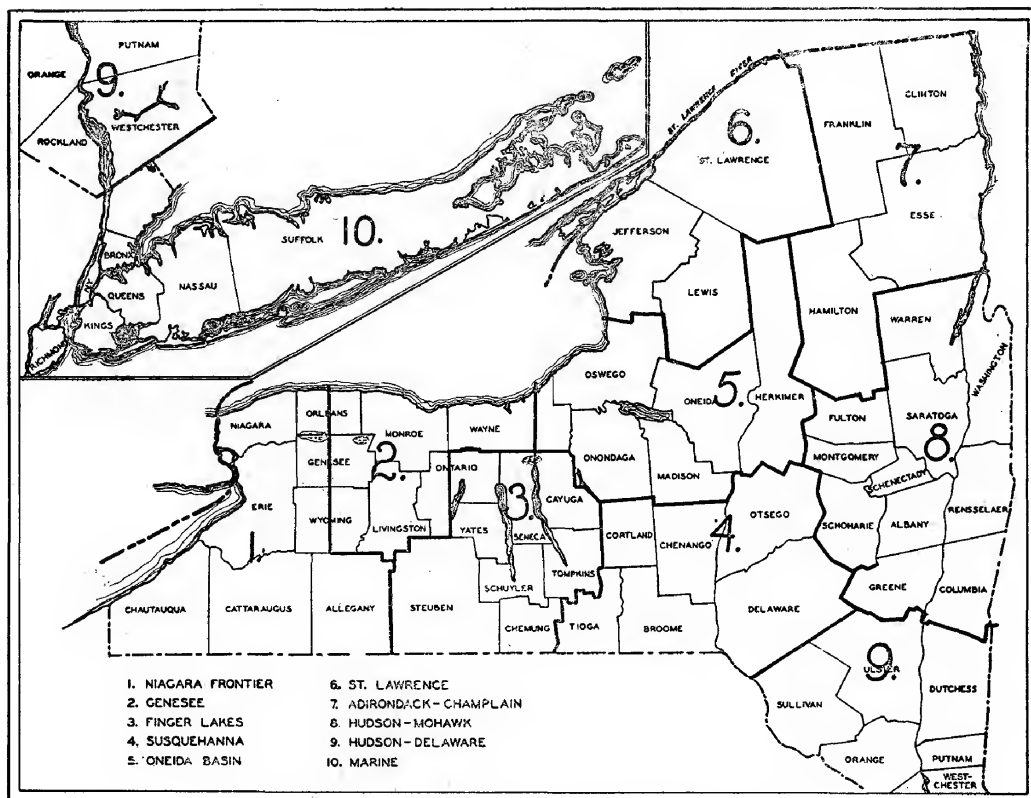 PUTNAM
ORANGE
9.
WESTCHESTER
ROCKLAND
BRONX
QUEENS
NASSAU
KINGS
RICHMOND
SUFFOLK
10.
ST. LAWRENCE RIVER
6.
ST. LAWRENCE
FRANKLIN
CLINTON
7.
ESSE
JEFFERSON
LEWIS
HAMILTON
WARREN
WASHINGTON
OSWEGO
ONEIDA
5.
HERKIMER
FULTON
SARATOGA
8.
MONTGOMERY
SCHENECTADY
NIAGARA
ORLEANS
MONROE
WAYNE
GENESEE
2.
ONTARIO
ONONDAGA
MADISON
ERIE
WYOMING
LIVINGSTON
YATES
3.
SENECA
CAYUGA
CORTLAND
CHENANGO
4.
OTSEGO
SCHOHARIE
ALBANY
RENSSELAER
1
SCHUYLER
TOMPKINS
GREENE
COLUMBIA
CHAUTAUQUA
CATTARAUGUS
ALLEGANY
STEUBEN
CHEMUNG
TIOGA
BROOME
DELAWARE
9.
ULSTER
DUTCHESS
SULLIVAN
ORANGE
PUTNAM
WEST-
CHESTER
1. NIAGARA FRONTIER
2. GENESEE
3. FINGER LAKES
4. SUSQUEHANNA
5. ONEIDA BASIN
6. ST. LAWRENCE
7. ADIRONDACK-CHAMPLAIN
8. HUDSON-MOHAWK
9. HUDSON-DELAWARE
10. MARINE